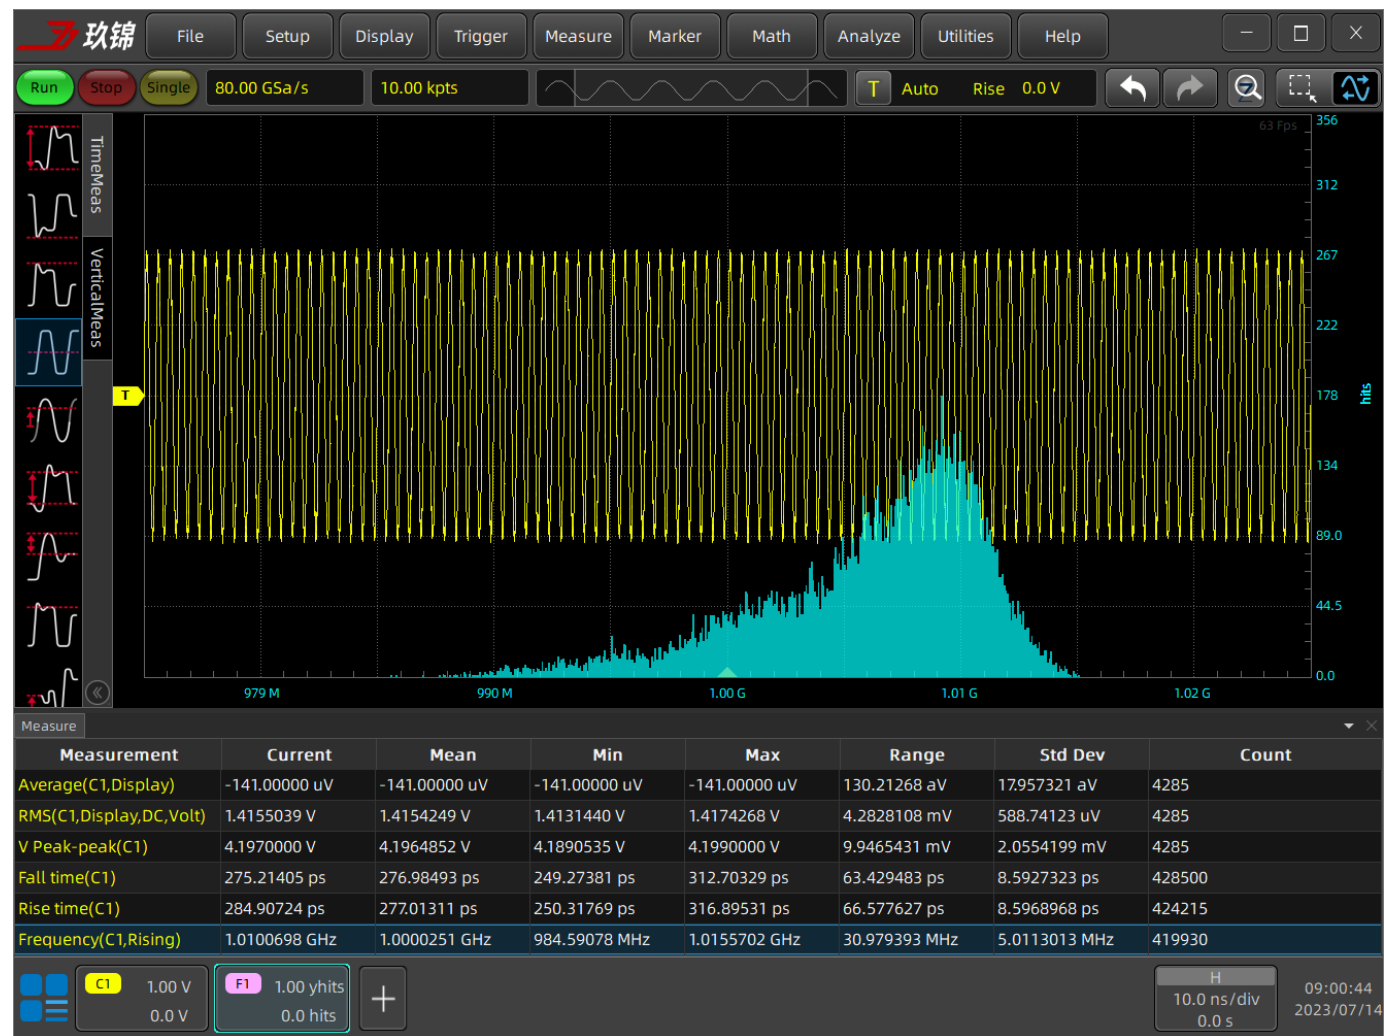 玖锦 File Setup Display Trigger Measure Marker Math Analyze Utilities Help
Run Stop Single 80.00 GSa/s 10.00 kpts T Auto Rise 0.0 V
TimeMeas
VerticalMeas
63 Fps
356
312
267
222
T
178
hits
134
89.0
44.5
0.0
979 M 990 M 1.00 G 1.01 G 1.02 G
Measure
Measurement Current Mean Min Max Range Std Dev Count
Average(C1,Display) -141.00000 uV -141.00000 uV -141.00000 uV -141.00000 uV 130.21268 aV 17.957321 aV 4285
RMS(C1,Display,DC,Volt) 1.4155039 V 1.4154249 V 1.4131440 V 1.4174268 V 4.2828108 mV 588.74123 uV 4285
V Peak-peak(C1) 4.1970000 V 4.1964852 V 4.1890535 V 4.1990000 V 9.9465431 mV 2.0554199 mV 4285
Fall time(C1) 275.21405 ps 276.98493 ps 249.27381 ps 312.70329 ps 63.429483 ps 8.5927323 ps 428500
Rise time(C1) 284.90724 ps 277.01311 ps 250.31769 ps 316.89531 ps 66.577627 ps 8.5968968 ps 424215
Frequency(C1,Rising) 1.0100698 GHz 1.0000251 GHz 984.59078 MHz 1.0155702 GHz 30.979393 MHz 5.0113013 MHz 419930
C1 1.00 V
0.0 V
F1 1.00 yhits
0.0 hits
H
10.0 ns/div
0.0 s
09:00:44
2023/07/14